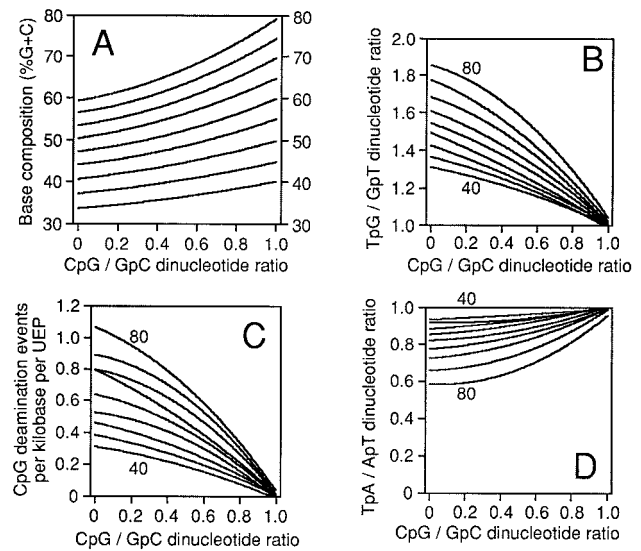 A
Base composition (%G+C)
80
70
60
50
40
30
80
70
60
50
40
30
0 0.2 0.4 0.6 0.8 1.0
CpG / GpC dinucleotide ratio
B
TpG / GpT dinucleotide ratio
2.0
1.8
1.6
1.4
1.2
1.0
80
40
0 0.2 0.4 0.6 0.8 1.0
CpG / GpC dinucleotide ratio
C
CpG deamination events
per kilobase per UEP
1.2
1.0
0.8
0.6
0.4
0.2
0
80
40
0 0.2 0.4 0.6 0.8 1.0
CpG / GpC dinucleotide ratio
D
TpA / ApT dinucleotide ratio
1.0
0.8
0.6
0.4
0.2
0
40
80
0 0.2 0.4 0.6 0.8 1.0
CpG / GpC dinucleotide ratio